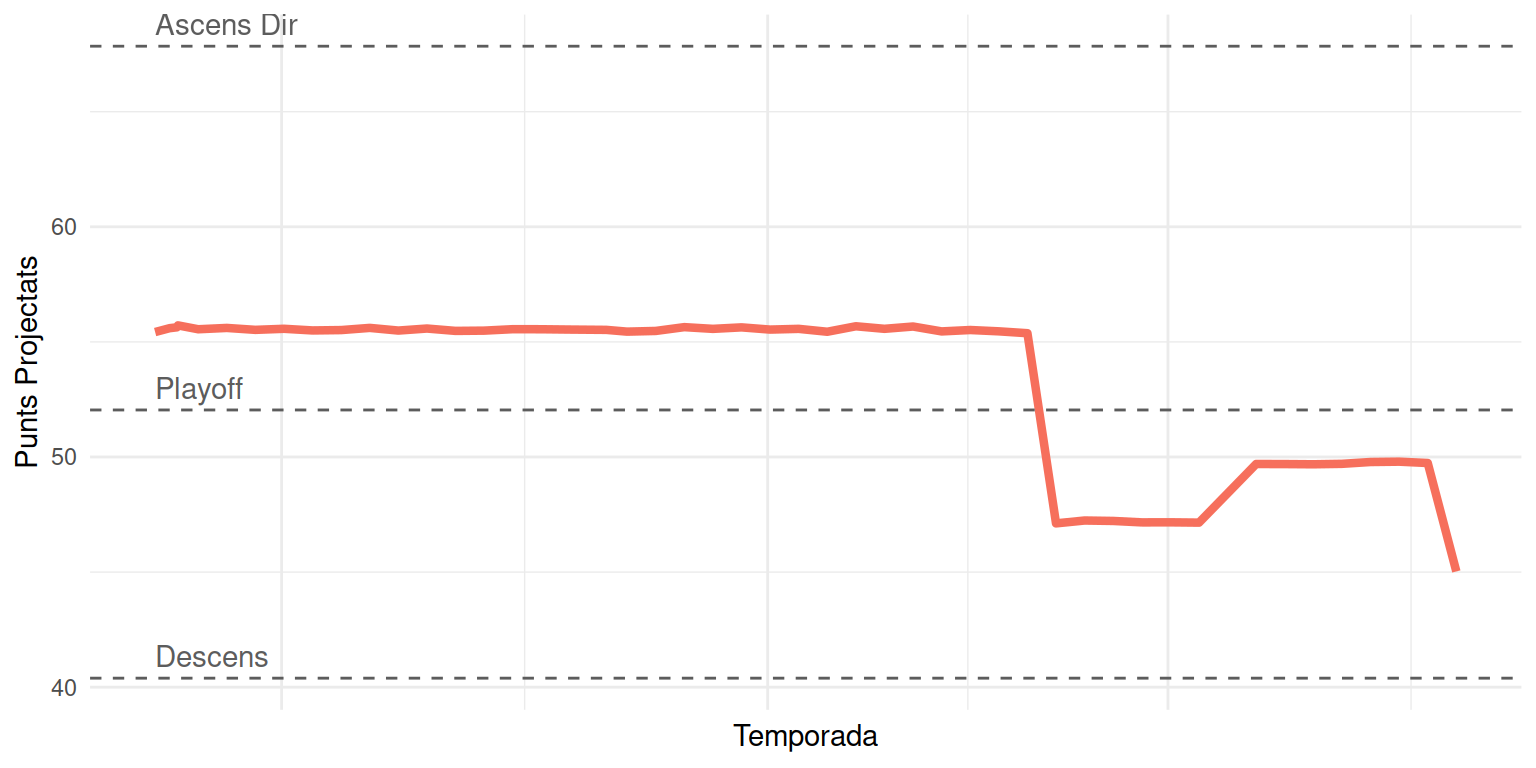 Ascens Dir
60
Playoff
50
Descens
40
Punts Projectats
Temporada